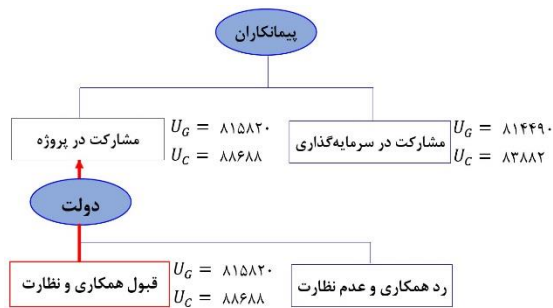 پیمانکاران
مشارکت در پروژه
U_G = ۸۱۵۸۲۰
U_C = ۸۸۶۸۸
مشارکت در سرمایه‌گذاری
U_G = ۸۱۴۴۹۰
U_C = ۸۳۸۸۲
دولت
قبول همکاری و نظارت
U_G = ۸۱۵۸۲۰
U_C = ۸۸۶۸۸
رد همکاری و عدم نظارت